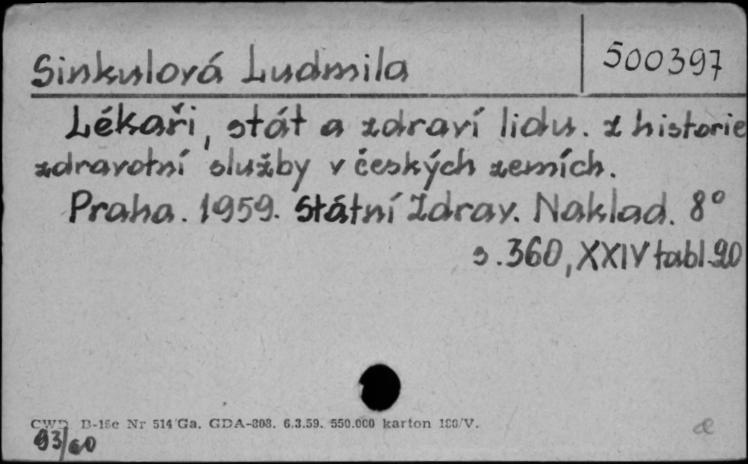 Sinkulová Ludmila 500397
Lékaři, stát a zdraví lidu. z historie
zdravotní služby v českých zemích.
Praha. 1959. Státní Zdrav. Naklad. 8°
s. 360, XXIV tabl.
CWD B-15c Nr 514 Ga. GDA-808. 6.3.59. 550.000 karton 180/V.
93/60